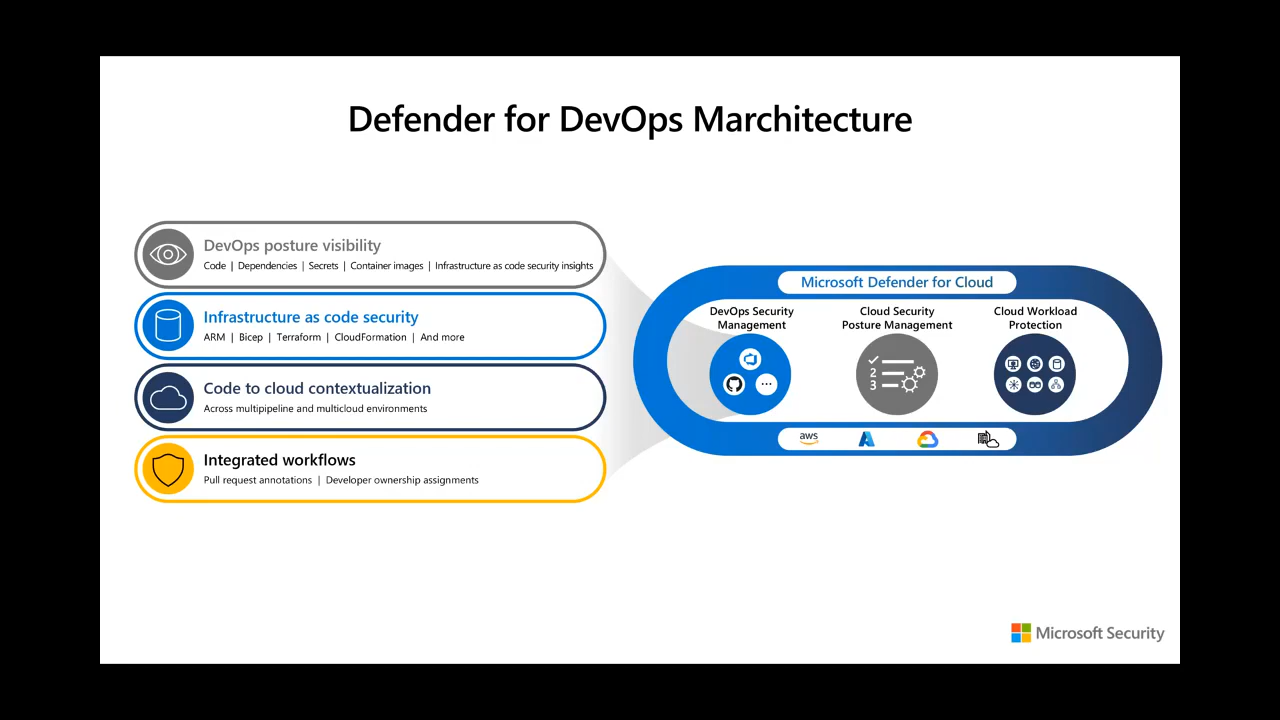 Defender for DevOps Marchitecture
DevOps posture visibility
Code | Dependencies | Secrets | Container images | Infrastructure as code security insights
Infrastructure as code security
ARM | Bicep | Terraform | CloudFormation | And more
Code to cloud contextualization
Across multipipeline and multicloud environments
Integrated workflows
Pull request annotations | Developer ownership assignments
Microsoft Defender for Cloud
DevOps Security
Management
Cloud Security
Posture Management
Cloud Workload
Protection
1
2
3
aws
Microsoft Security